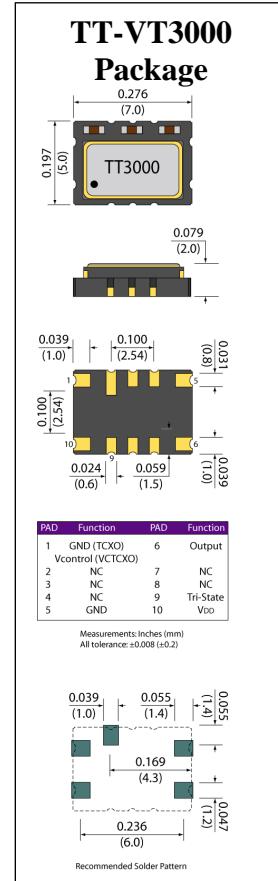 TT-VT3000
Package
0.276
(7.0)
0.197
(5.0)
TT3000
0.079
(2.0)
0.039
(1.0)
0.100
(2.54)
0.031
(0.8)
1
5
0.100
(2.54)
10
6
9
0.024
(0.6)
0.059
(1.5)
0.039
(1.0)
PAD Function PAD Function
1 GND (TCXO) 6 Output
Vcontrol (VCTCXO)
2 NC 7 NC
3 NC 8 NC
4 NC 9 Tri-State
5 GND 10 VDD
Measurements: Inches (mm)
All tolerance: ±0.008 (±0.2)
0.039
(1.0)
0.055
(1.4)
0.055
(1.4)
0.169
(4.3)
0.047
(1.2)
0.236
(6.0)
Recommended Solder Pattern